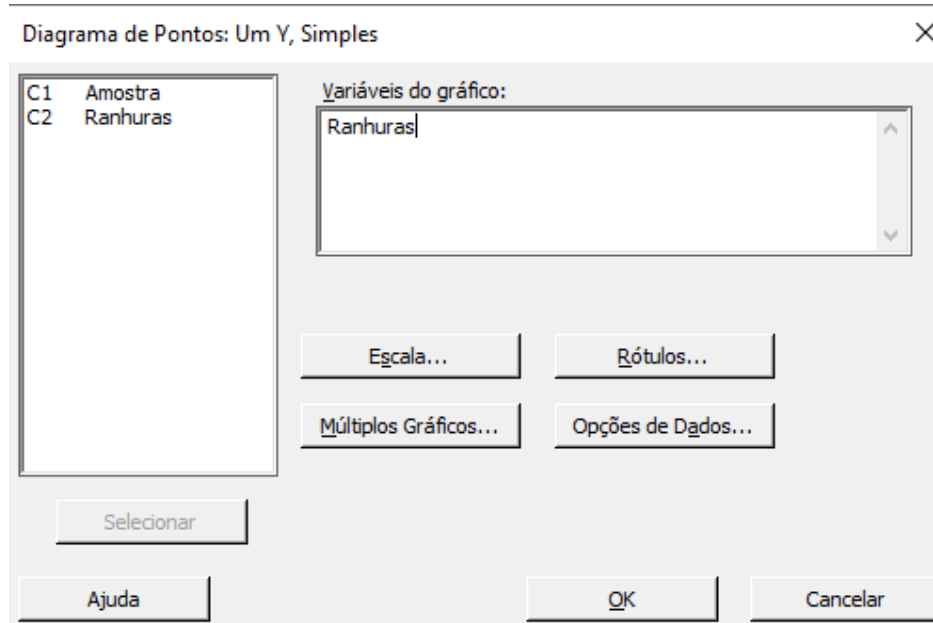 Diagrama de Pontos: Um Y, Simples
C1 Amostra
C2 Ranhuras
Variáveis do gráfico:
Ranhuras
Escala...
Rótulos...
Múltiplos Gráficos...
Opções de Dados...
Selecionar
Ajuda
OK
Cancelar